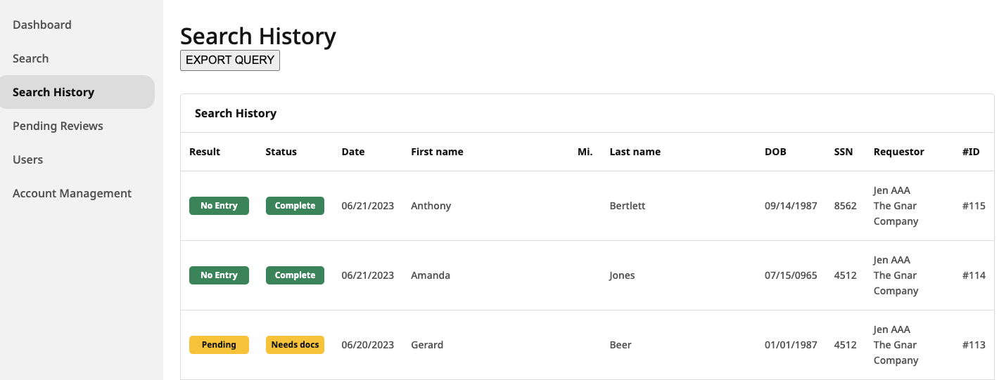 Dashboard
Search
Search History
Pending Reviews
Users
Account Management
Search History
EXPORT QUERY
Search History
Result Status Date First name Mi. Last name DOB SSN Requestor #ID
No Entry Complete 06/21/2023 Anthony Bertlett 09/14/1987 8562 Jen AAA
The Gnar
Company
#115
No Entry Complete 06/21/2023 Amanda Jones 07/15/0965 4512 Jen AAA
The Gnar
Company
#114
Pending Needs docs 06/20/2023 Gerard Beer 01/01/1987 4512 Jen AAA
The Gnar
Company
#113